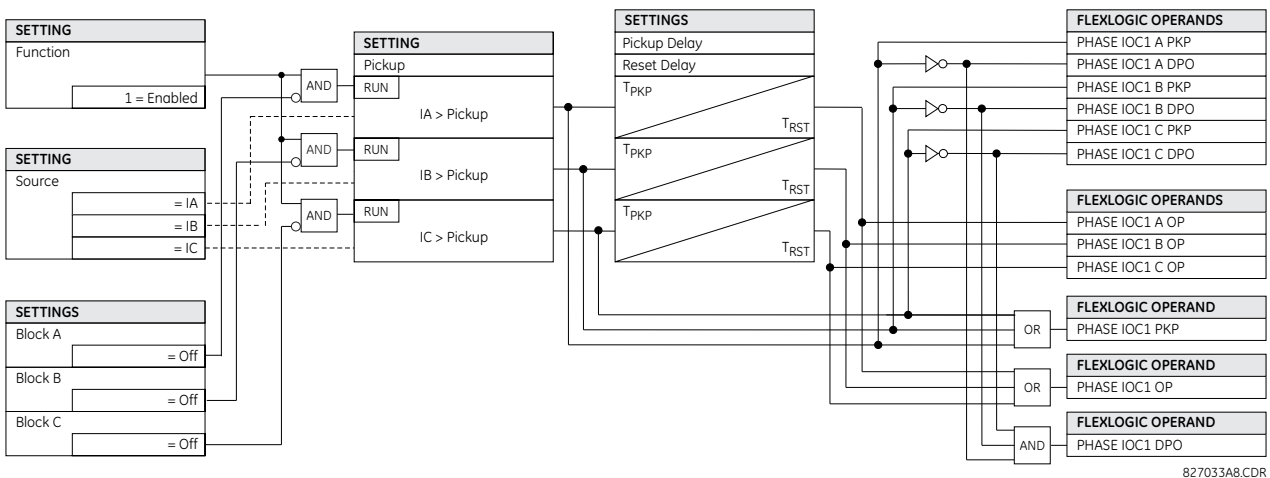 SETTING
Function
1 = Enabled
SETTING
Source
= IA
= IB
= IC
SETTINGS
Block A
= Off
Block B
= Off
Block C
= Off
AND
AND
AND
SETTING
Pickup
RUN
IA > Pickup
RUN
IB > Pickup
RUN
IC > Pickup
SETTINGS
Pickup Delay
Reset Delay
TPKP
TRST
TPKP
TRST
TPKP
TRST
FLEXLOGIC OPERANDS
PHASE IOC1 A PKP
PHASE IOC1 A DPO
PHASE IOC1 B PKP
PHASE IOC1 B DPO
PHASE IOC1 C PKP
PHASE IOC1 C DPO
FLEXLOGIC OPERANDS
PHASE IOC1 A OP
PHASE IOC1 B OP
PHASE IOC1 C OP
OR
FLEXLOGIC OPERAND
PHASE IOC1 PKP
OR
FLEXLOGIC OPERAND
PHASE IOC1 OP
AND
FLEXLOGIC OPERAND
PHASE IOC1 DPO
827033A8.CDR